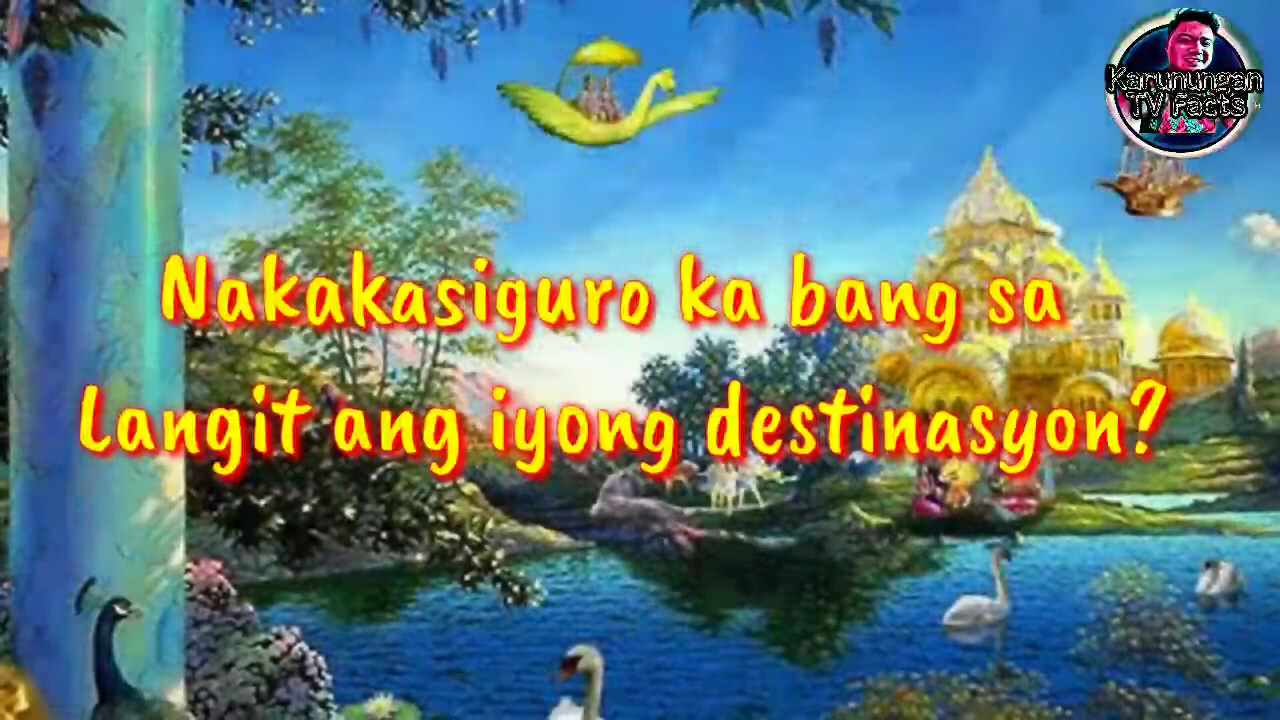 Karunungan
TV Facts
Nakakasiguro ka bang sa
Langit ang iyong destinasyon?